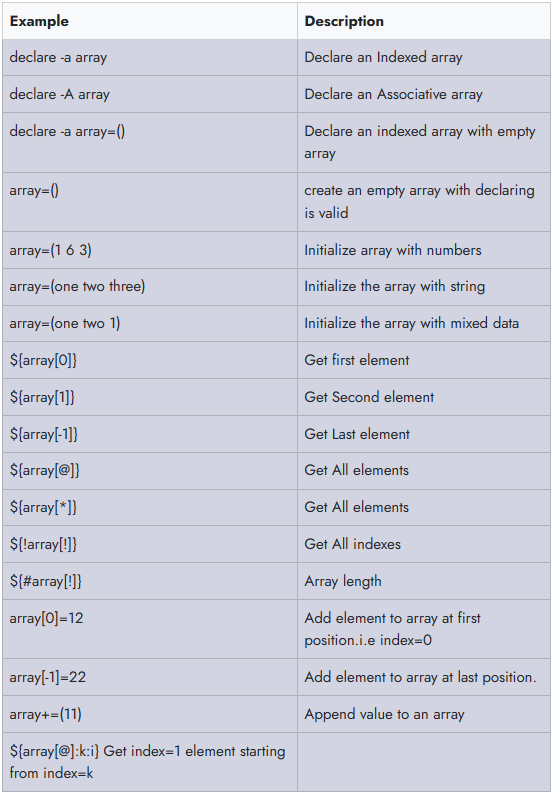 Example Description
declare -a array Declare an Indexed array
declare -A array Declare an Associative array
declare -a array=() Declare an indexed array with empty
array
array=() create an empty array with declaring
is valid
array=(1 6 3) Initialize array with numbers
array=(one two three) Initialize the array with string
array=(one two 1) Initialize the array with mixed data
${array[0]} Get first element
${array[1]} Get Second element
${array[-1]} Get Last element
${array[@]} Get All elements
${array[*]} Get All elements
${!array[!]} Get All indexes
${#array[!]} Array length
array[0]=12 Add element to array at first
position.i.e index=0
array[-1]=22 Add element to array at last position.
array+=(11) Append value to an array
${array[@]:k:i} Get index=1 element starting
from index=k